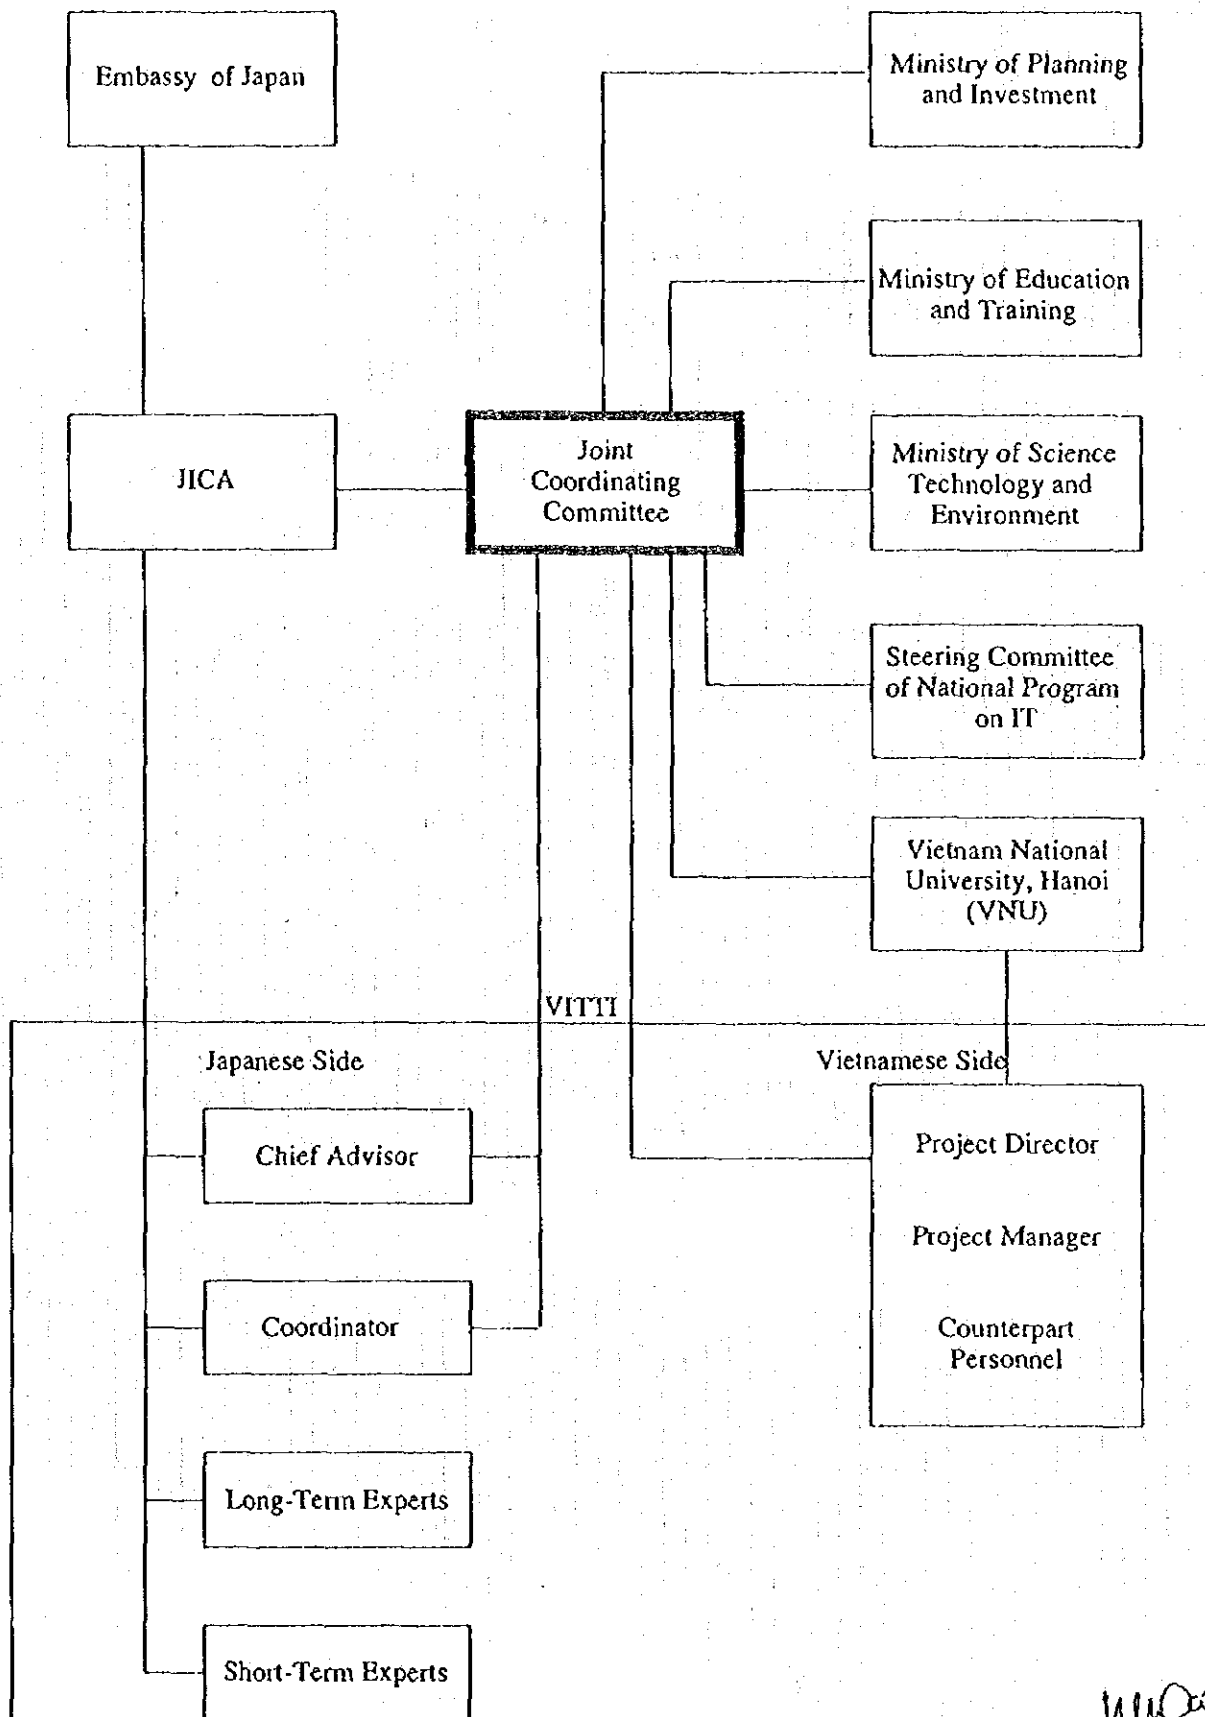 Embassy of Japan
Ministry of Planning
and Investment
Ministry of Education
and Training
JICA
Joint
Coordinating
Committee
Ministry of Science
Technology and
Environment
Steering Committee
of National Program
on IT
Vietnam National
University, Hanoi
(VNU)
VITTI
Japanese Side
Vietnamese Side
Chief Advisor
Project Director
Project Manager
Coordinator
Counterpart
Personnel
Long-Term Experts
Short-Term Experts